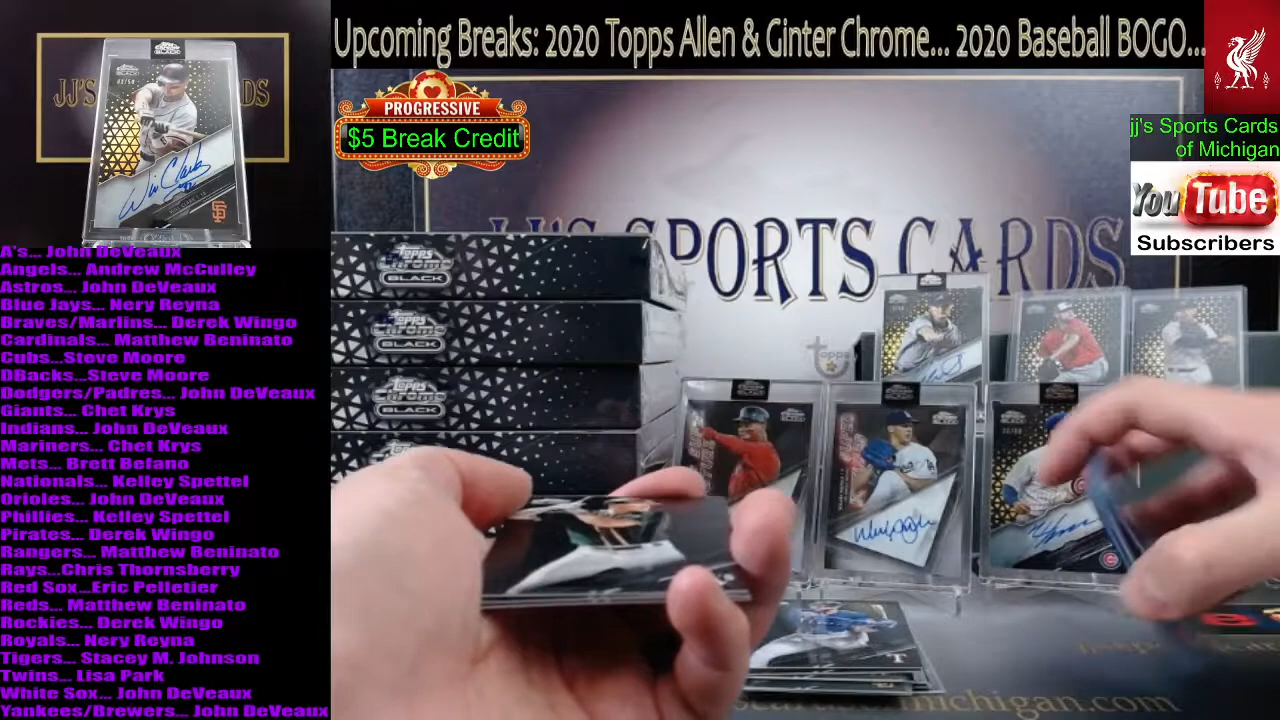 Upcoming Breaks: 2020 Topps Allen & Ginter Chrome... 2020 Baseball BOGO...
PROGRESSIVE
$5 Break Credit
jj's Sports Cards
of Michigan
YouTube
Subscribers
JJ'S SPORTS CARDS
Topps
Chrome
BLACK
Topps
Chrome
BLACK
Topps
Chrome
BLACK
topps
A's... John DeVeaux
Angels... Andrew McCulley
Astros... John DeVeaux
Blue Jays... Nery Reyna
Braves/Marlins... Derek Wingo
Cardinals... Matthew Beninato
Cubs...Steve Moore
DBacks...Steve Moore
Dodgers/Padres... John DeVeaux
Giants... Chet Krys
Indians... John DeVeaux
Mariners... Chet Krys
Mets... Brett Befano
Nationals... Kelley Spettel
Orioles... John DeVeaux
Phillies... Kelley Spettel
Pirates... Derek Wingo
Rangers... Matthew Beninato
Rays...Chris Thornsberry
Red Sox...Eric Pelletier
Reds... Matthew Beninato
Rockies... Derek Wingo
Royals... Nery Reyna
Tigers... Stacey M. Johnson
Twins... Lisa Park
White Sox... John DeVeaux
Yankees/Brewers... John DeVeaux
michigan.com